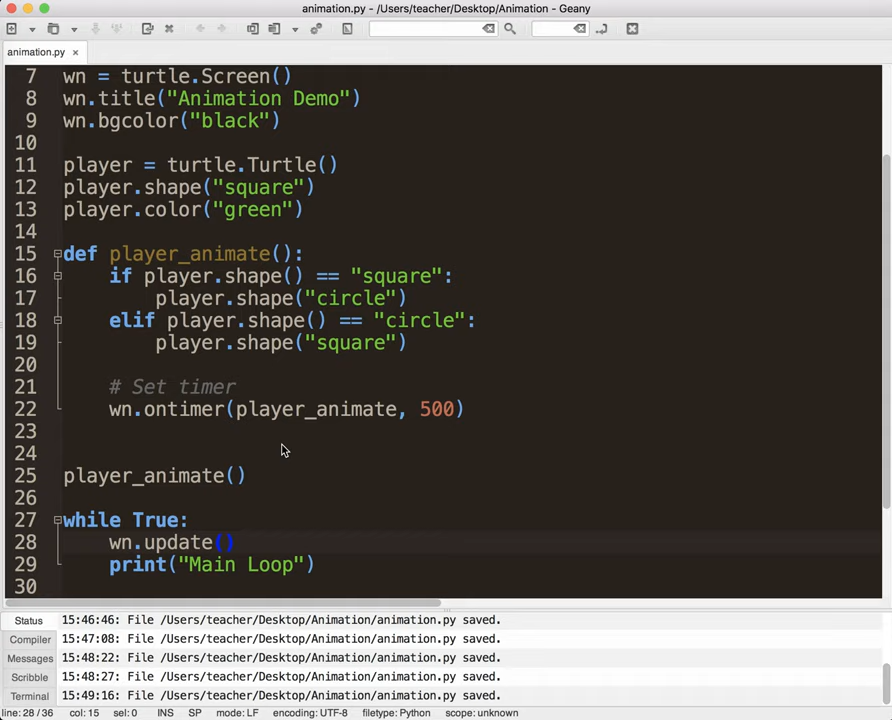 animation.py - /Users/teacher/Desktop/Animation - Geany
animation.py ×
7 wn = turtle.Screen()
8 wn.title("Animation Demo")
9 wn.bgcolor("black")
10
11 player = turtle.Turtle()
12 player.shape("square")
13 player.color("green")
14
15 def player_animate():
16     if player.shape() == "square":
17         player.shape("circle")
18     elif player.shape() == "circle":
19         player.shape("square")
20
21     # Set timer
22     wn.ontimer(player_animate, 500)
23
24
25 player_animate()
26
27 while True:
28     wn.update()
29     print("Main Loop")
30
Status 15:46:46: File /Users/teacher/Desktop/Animation/animation.py saved.
Compiler 15:47:08: File /Users/teacher/Desktop/Animation/animation.py saved.
Messages 15:48:22: File /Users/teacher/Desktop/Animation/animation.py saved.
Scribble 15:48:27: File /Users/teacher/Desktop/Animation/animation.py saved.
Terminal 15:49:16: File /Users/teacher/Desktop/Animation/animation.py saved.
line: 28 / 36 col: 15 sel: 0 INS SP mode: LF encoding: UTF-8 filetype: Python scope: unknown